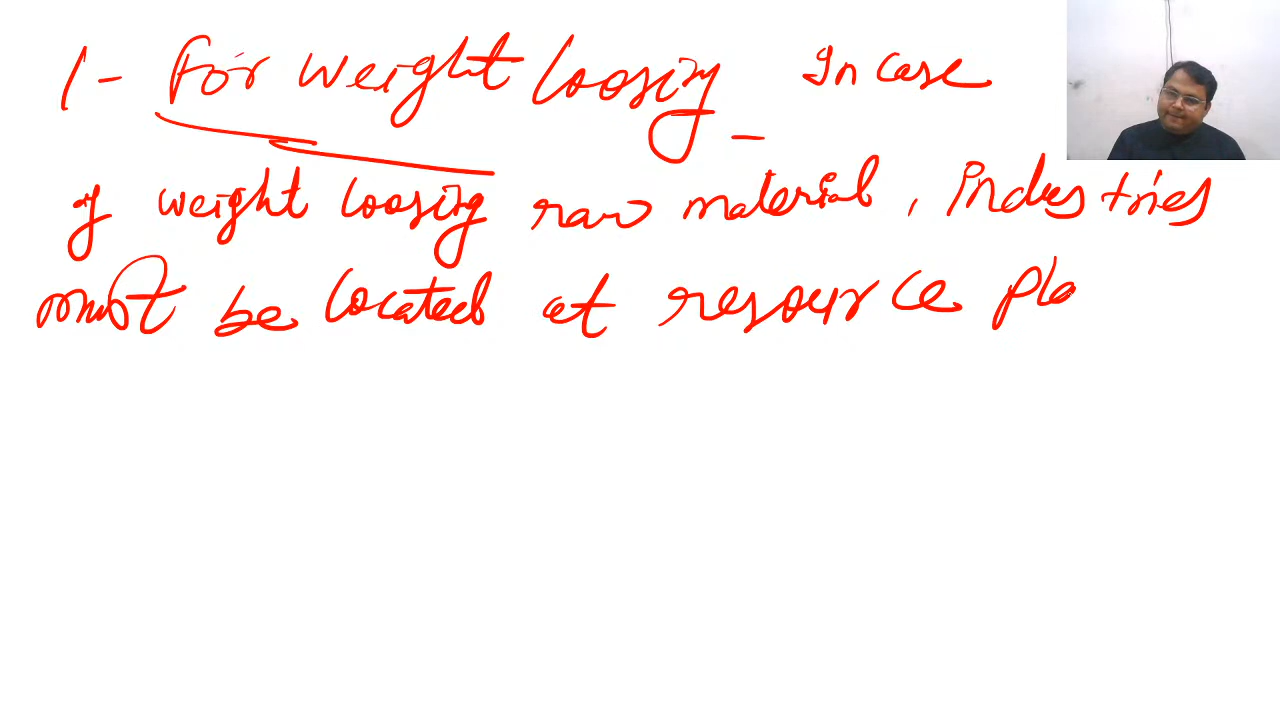 1- For weight loosing - In case
of weight loosing raw material, industries
must be located at resource pla